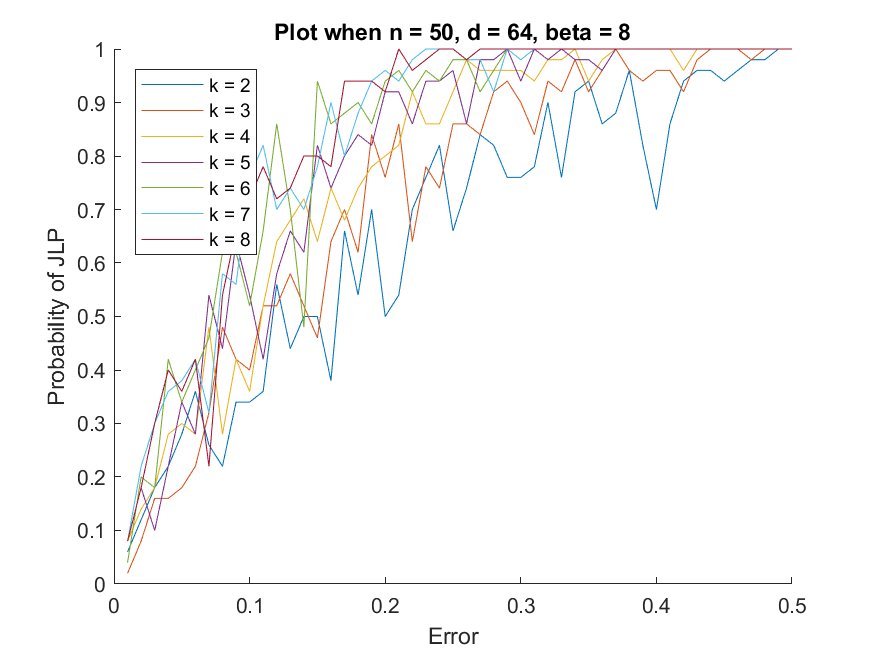 Plot when n = 50, d = 64, beta = 8
1
0.9
0.8
0.7
0.6
0.5
0.4
0.3
0.2
0.1
0
Probability of JLP
k = 2
k = 3
k = 4
k = 5
k = 6
k = 7
k = 8
0 0.1 0.2 0.3 0.4 0.5
Error